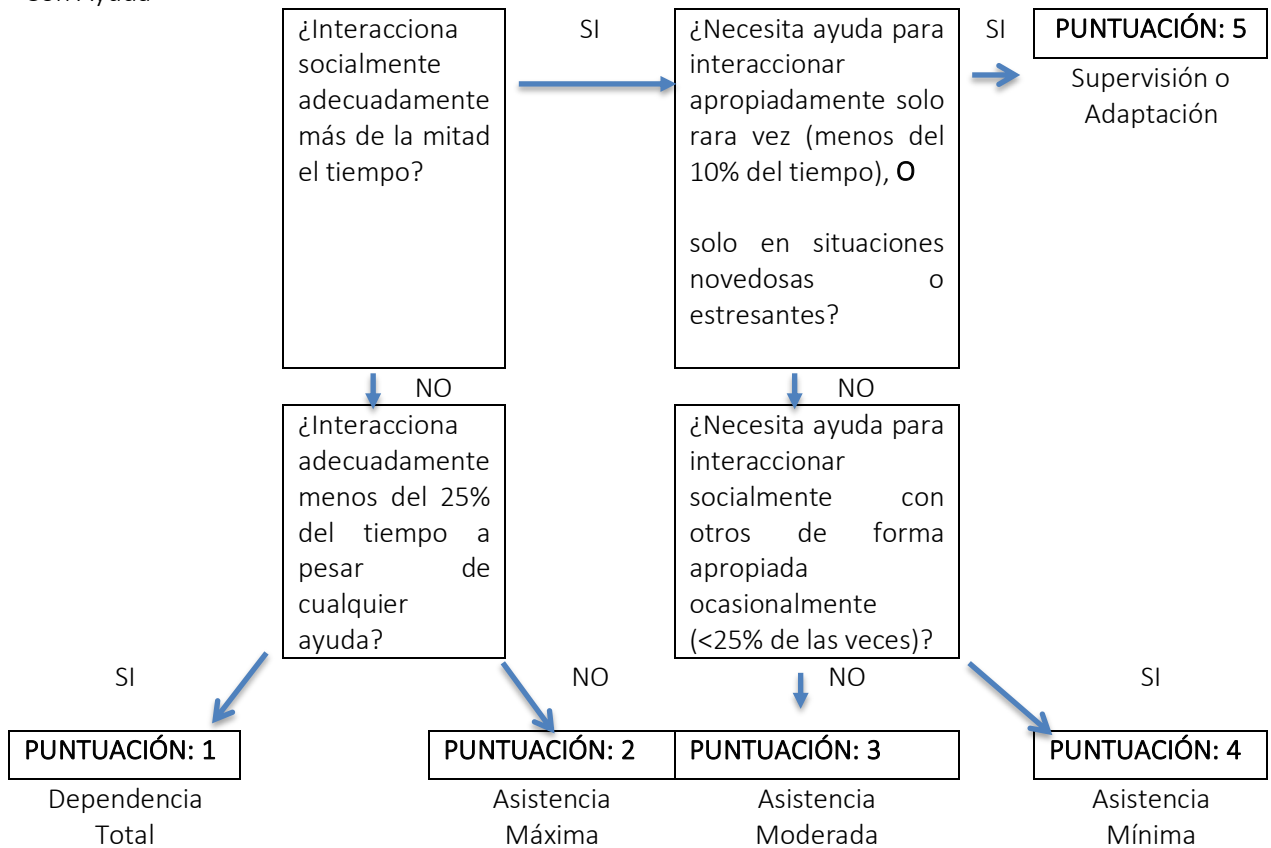 Con Ayuda
¿Interacciona
socialmente
adecuadamente
más de la mitad
el tiempo?
SI
¿Necesita ayuda para
interaccionar
apropiadamente solo
rara vez (menos del
10% del tiempo), O
solo en situaciones
novedosas o
estresantes?
SI
PUNTUACIÓN: 5
Supervisión o
Adaptación
NO
NO
¿Interacciona
adecuadamente
menos del 25%
del tiempo a
pesar de
cualquier
ayuda?
¿Necesita ayuda para
interaccionar
socialmente con
otros de forma
apropiada
ocasionalmente
(<25% de las veces)?
SI
NO
NO
SI
PUNTUACIÓN: 1
Dependencia
Total
PUNTUACIÓN: 2
Asistencia
Máxima
PUNTUACIÓN: 3
Asistencia
Moderada
PUNTUACIÓN: 4
Asistencia
Mínima